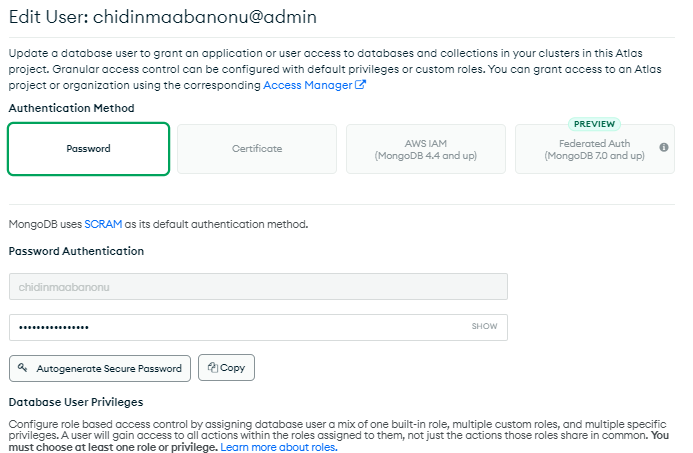 Edit User: chidinmaabanonu@admin
Update a database user to grant an application or user access to databases and collections in your clusters in this Atlas
project. Granular access control can be configured with default privileges or custom roles. You can grant access to an Atlas
project or organization using the corresponding Access Manager
Authentication Method
PREVIEW
Password
Certificate
AWS IAM
(MongoDB 4.4 and up)
Federated Auth
(MongoDB 7.0 and up)
MongoDB uses SCRAM as its default authentication method.
Password Authentication
chidinmaabanonu
••••••••••••••••
SHOW
Autogenerate Secure Password
Copy
Database User Privileges
Configure role based access control by assigning database user a mix of one built-in role, multiple custom roles, and multiple specific
privileges. A user will gain access to all actions within the roles assigned to them, not just the actions those roles share in common. You
must choose at least one role or privilege. Learn more about roles.